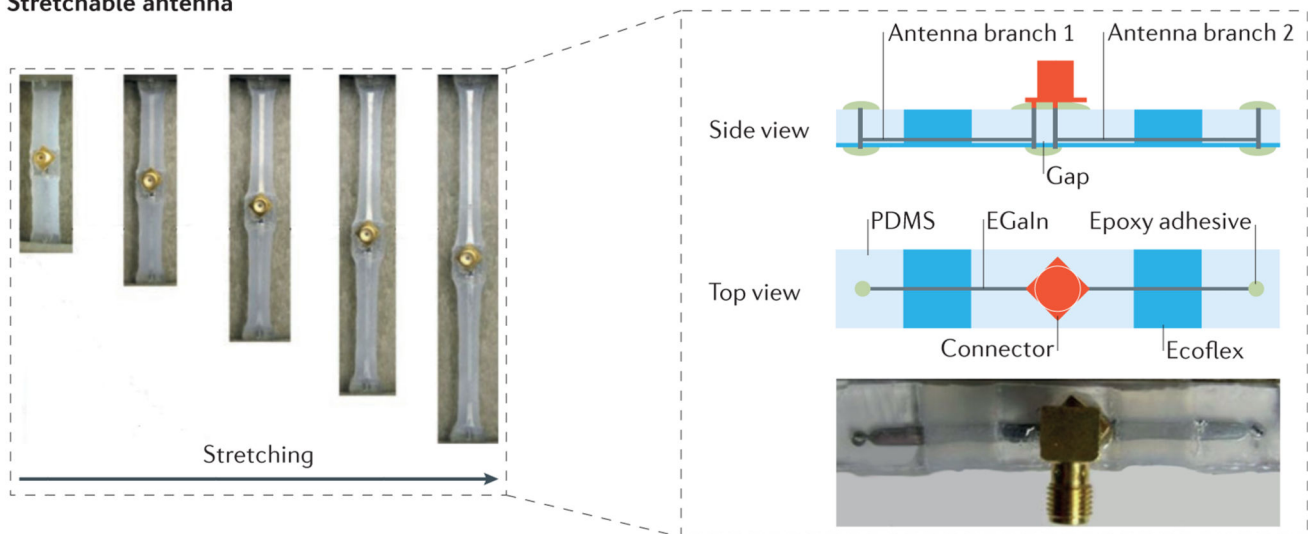 Stretchable antenna
Antenna branch 1
Antenna branch 2
Side view
Gap
PDMS
EGaIn
Epoxy adhesive
Top view
Connector
Ecoflex
Stretching